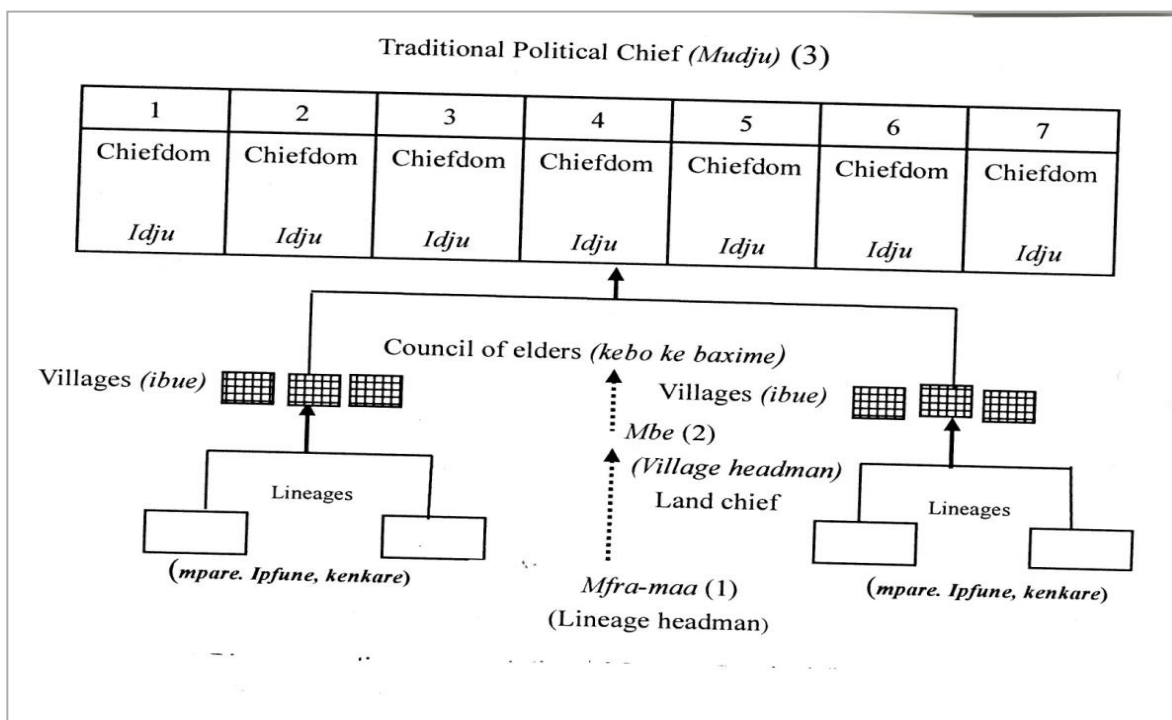 Traditional Political Chief (Mudju) (3)
1 2 3 4 5 6 7
Chiefdom Chiefdom Chiefdom Chiefdom Chiefdom Chiefdom Chiefdom
Idju Idju Idju Idju Idju Idju Idju
Council of elders (kebo ke baxime)
Villages (ibue)
Villages (ibue)
Mbe (2)
(Village headman)
Land chief
Lineages
Lineages
(mpare. Ipfune, kenkare)
(mpare. Ipfune, kenkare)
Mfra-maa (1)
(Lineage headman)